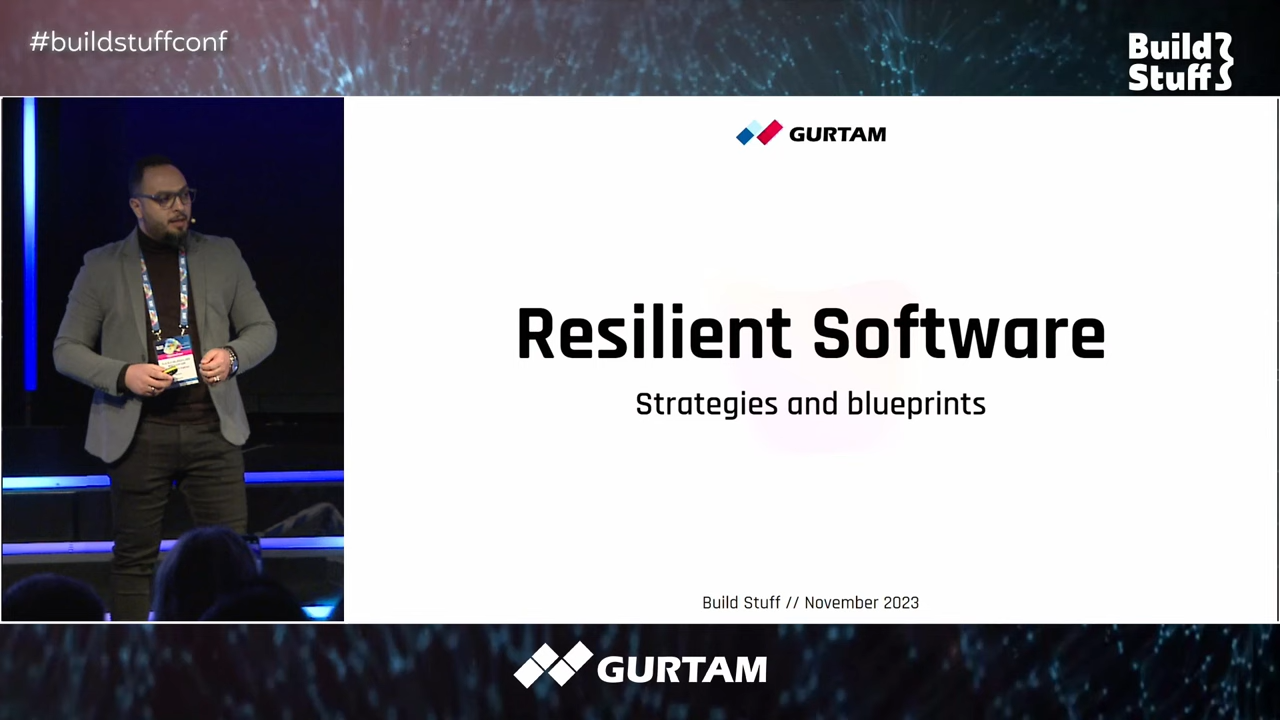 #buildstuffconf
Build
Stuff
GURTAM
Resilient Software
Strategies and blueprints
Build Stuff // November 2023
GURTAM